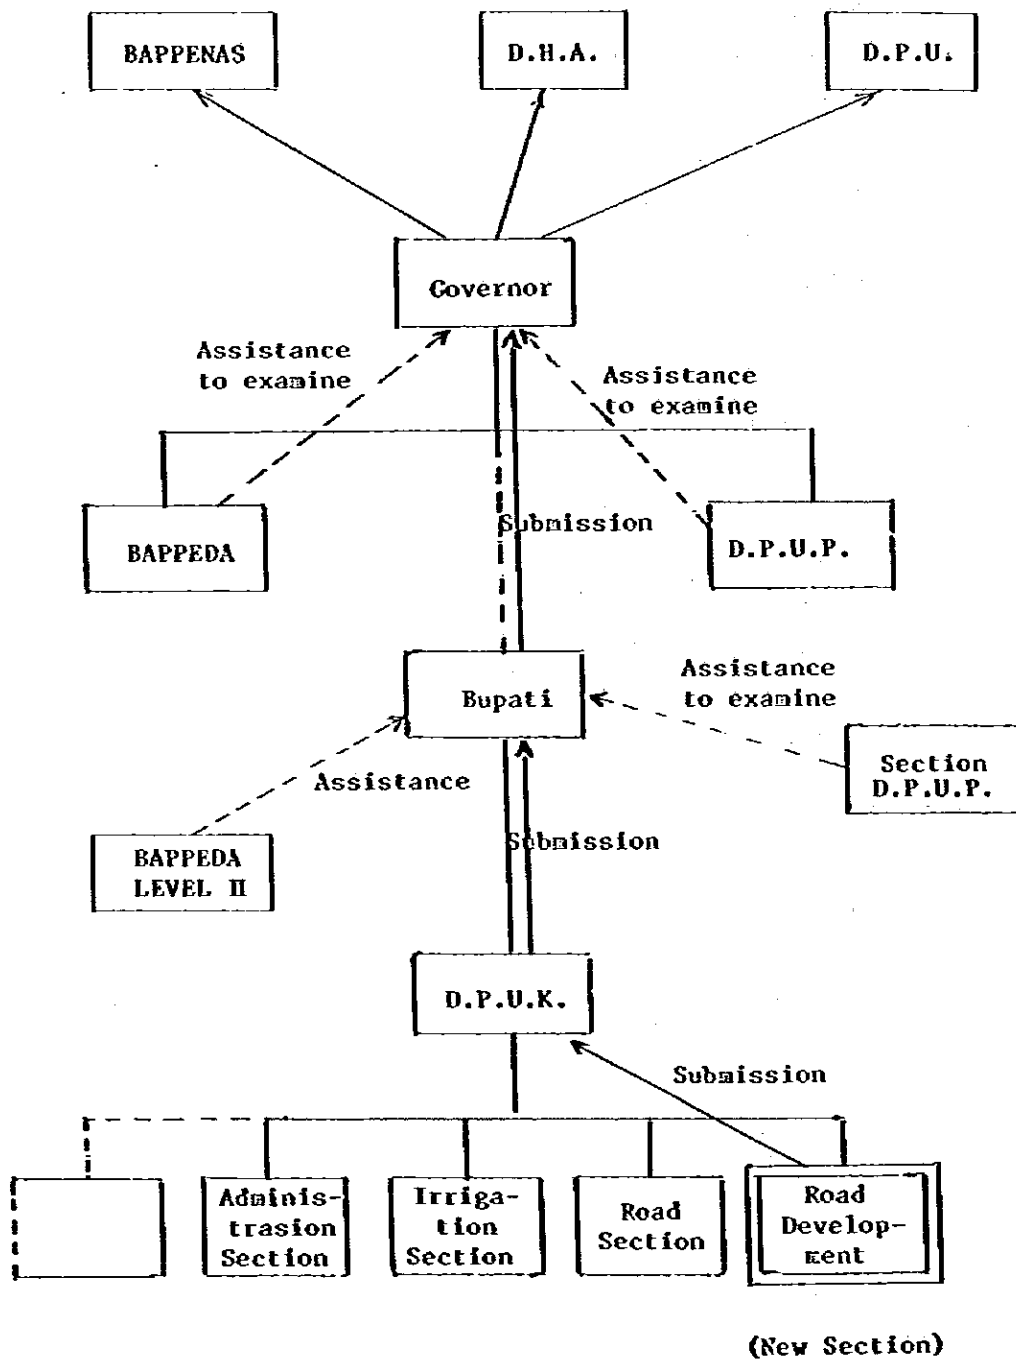 BAPPENAS
D.H.A.
D.P.U.
Governor
Assistance
to examine
Assistance
to examine
BAPPEDA
Submission
D.P.U.P.
Bupati
Assistance
to examine
Assistance
Section
D.P.U.P.
BAPPEDA
LEVEL II
Submission
D.P.U.K.
Submission
Adminis-
trasion
Section
Irriga-
tion
Section
Road
Section
Road
Develop-
ment
(New Section)